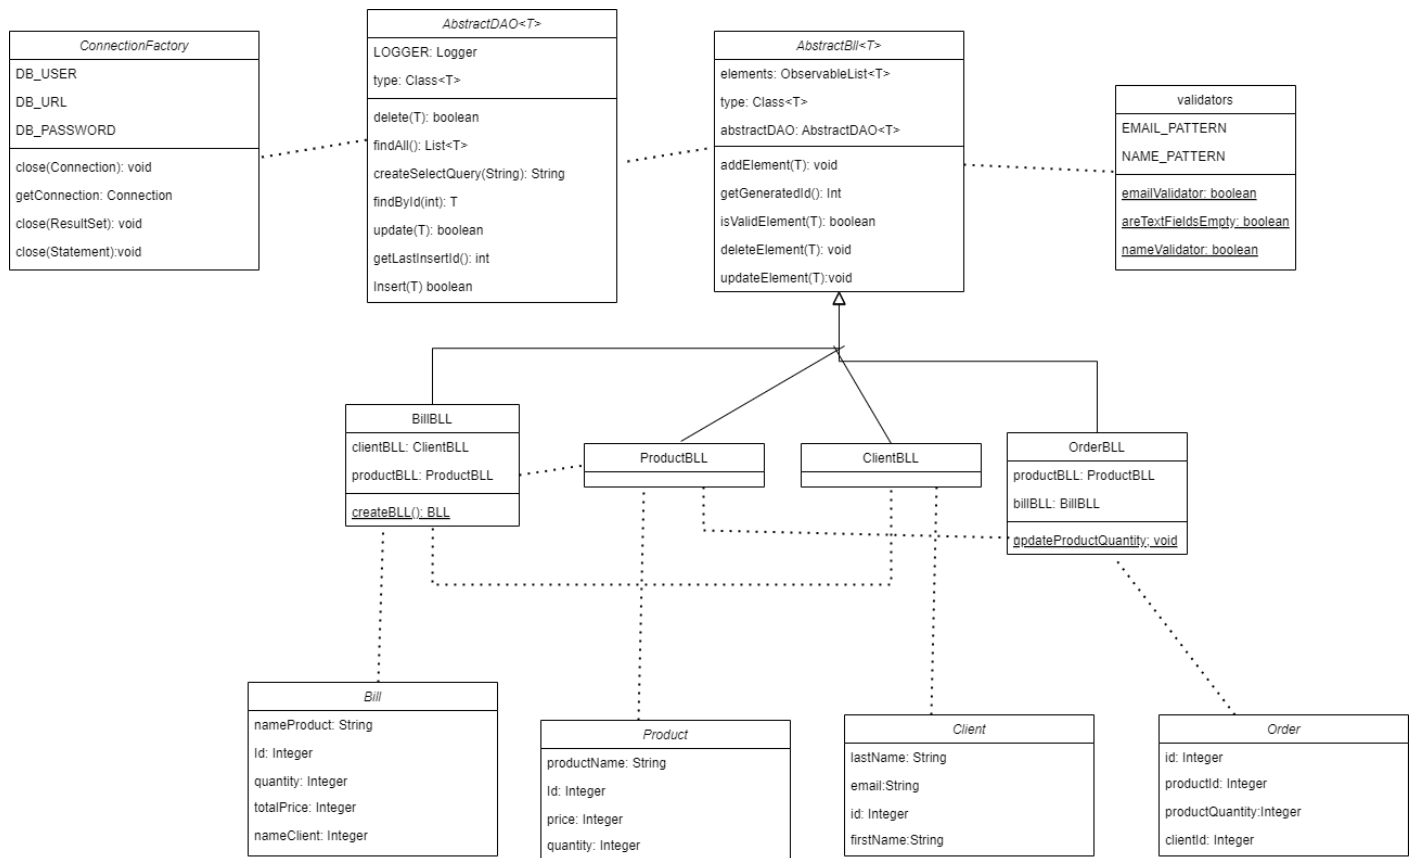 ConnectionFactory
DB_USER
DB_URL
DB_PASSWORD
close(Connection): void
getConnection: Connection
close(ResultSet): void
close(Statement):void
AbstractDAO<T>
LOGGER: Logger
type: Class<T>
delete(T): boolean
findAll(): List<T>
createSelectQuery(String): String
findById(int): T
update(T): boolean
getLastInsertId(): int
Insert(T) boolean
AbstractBll<T>
elements: ObservableList<T>
type: Class<T>
abstractDAO: AbstractDAO<T>
addElement(T): void
getGeneratedId(): Int
isValidElement(T): boolean
deleteElement(T): void
updateElement(T):void
validators
EMAIL_PATTERN
NAME_PATTERN
emailValidator: boolean
areTextFieldsEmpty: boolean
nameValidator: boolean
BillBLL
clientBLL: ClientBLL
productBLL: ProductBLL
createBLL(): BLL
ProductBLL
ClientBLL
OrderBLL
productBLL: ProductBLL
billBLL: BillBLL
updateProductQuantity: void
Bill
nameProduct: String
Id: Integer
quantity: Integer
totalPrice: Integer
nameClient: Integer
Product
productName: String
Id: Integer
price: Integer
quantity: Integer
Client
lastName: String
email:String
id: Integer
firstName:String
Order
id: Integer
productId: Integer
productQuantity:Integer
clientId: Integer